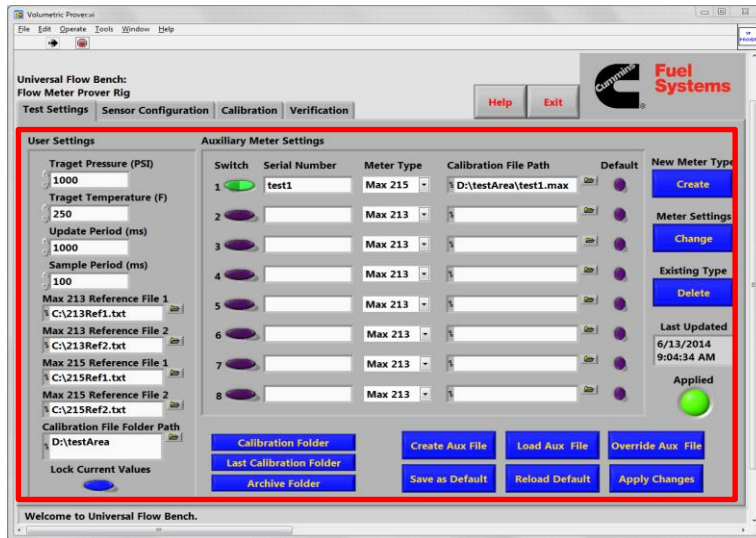 Volumetric Prover.vi
File Edit Operate Tools Window Help
Universal Flow Bench:
Flow Meter Prover Rig
Cummins
Fuel
Systems
Help Exit
Test Settings Sensor Configuration Calibration Verification
User Settings
Traget Pressure (PSI)
1000
Traget Temperature (F)
250
Update Period (ms)
1000
Sample Period (ms)
100
Max 213 Reference File 1
C:\213Ref1.txt
Max 213 Reference File 2
C:\213Ref2.txt
Max 215 Reference File 1
C:\215Ref1.txt
Max 215 Reference File 2
C:\215Ref2.txt
Calibration File Folder Path
D:\testArea
Lock Current Values
Auxiliary Meter Settings
Switch Serial Number Meter Type Calibration File Path Default
1 test1 Max 215 D:\testArea\test1.max
2 Max 213
3 Max 213
4 Max 213
5 Max 213
6 Max 213
7 Max 213
8 Max 213
New Meter Type
Create
Meter Settings
Change
Existing Type
Delete
Last Updated
6/13/2014
9:04:34 AM
Applied
Calibration Folder
Last Calibration Folder
Archive Folder
Create Aux File Load Aux File Override Aux File
Save as Default Reload Default Apply Changes
Welcome to Universal Flow Bench.